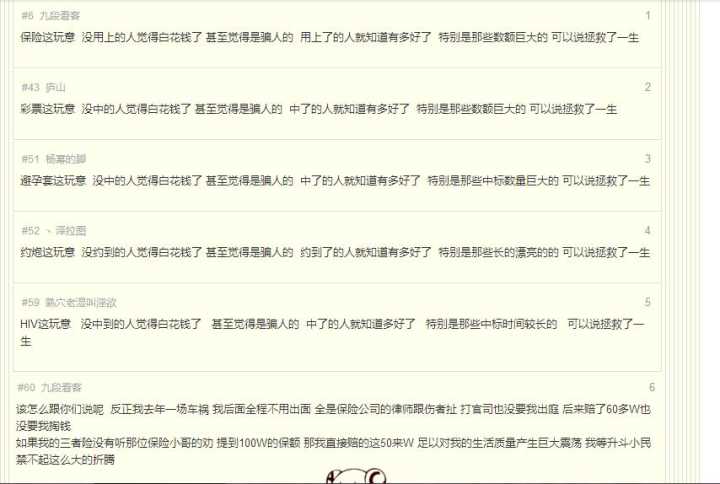 #6 九段看客 1
保险这玩意 没用上的人觉得白花钱了 甚至觉得是骗人的 用上了的人就知道有多好了 特别是那些数额巨大的 可以说拯救了一生
#43 庐山 2
彩票这玩意 没中的人觉得白花钱了 甚至觉得是骗人的 中了的人就知道有多好了 特别是那些数额巨大的 可以说拯救了一生
#51 杨幂的脚 3
避孕套这玩意 没中的人觉得白花钱了 甚至觉得是骗人的 中了的人就知道有多好了 特别是那些中标数量巨大的 可以说拯救了一生
#52 丶泽拉图 4
约炮这玩意 没约到的人觉得白花钱了 甚至觉得是骗人的 约到了的人就知道有多好了 特别是那些长的漂亮的的 可以说拯救了一生
#59 熟穴老湿叫淫欲 5
HIV这玩意 没中到的人觉得白花钱了 甚至觉得是骗人的 中了的人就知道多好了 特别是那些中标时间较长的 可以说拯救了一
生
#60 九段看客 6
该怎么跟你们说呢 反正我去年一场车祸 我后面全程不用出面 全是保险公司的律师跟伤者扯 打官司也没要我出庭 后来赔了60多W也
没要我掏钱
如果我的三者险没有听那位保险小哥的劝 提到100W的保额 那我直接赔的这50来W 足以对我的生活质量产生巨大震荡 我等升斗小民
禁不起这么大的折腾